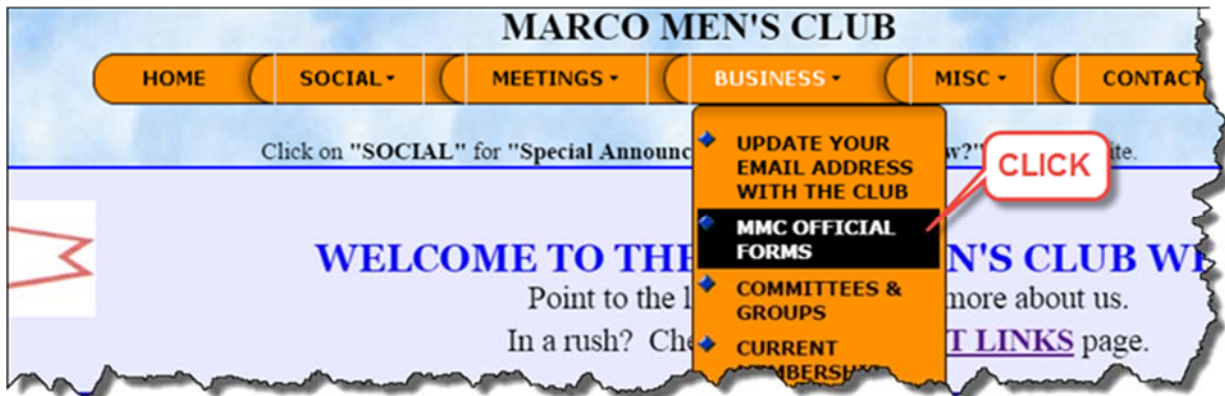 MARCO MEN'S CLUB
HOME SOCIAL MEETINGS BUSINESS MISC CONTACT
Click on "SOCIAL" for "Special Announc w?" ite.
UPDATE YOUR
EMAIL ADDRESS
WITH THE CLUB
CLICK
MMC OFFICIAL
FORMS
WELCOME TO THE N'S CLUB WE
COMMITTEES &
GROUPS
Point to the l more about us.
In a rush? Che T LINKS page.
CURRENT
MEMBERSHIP